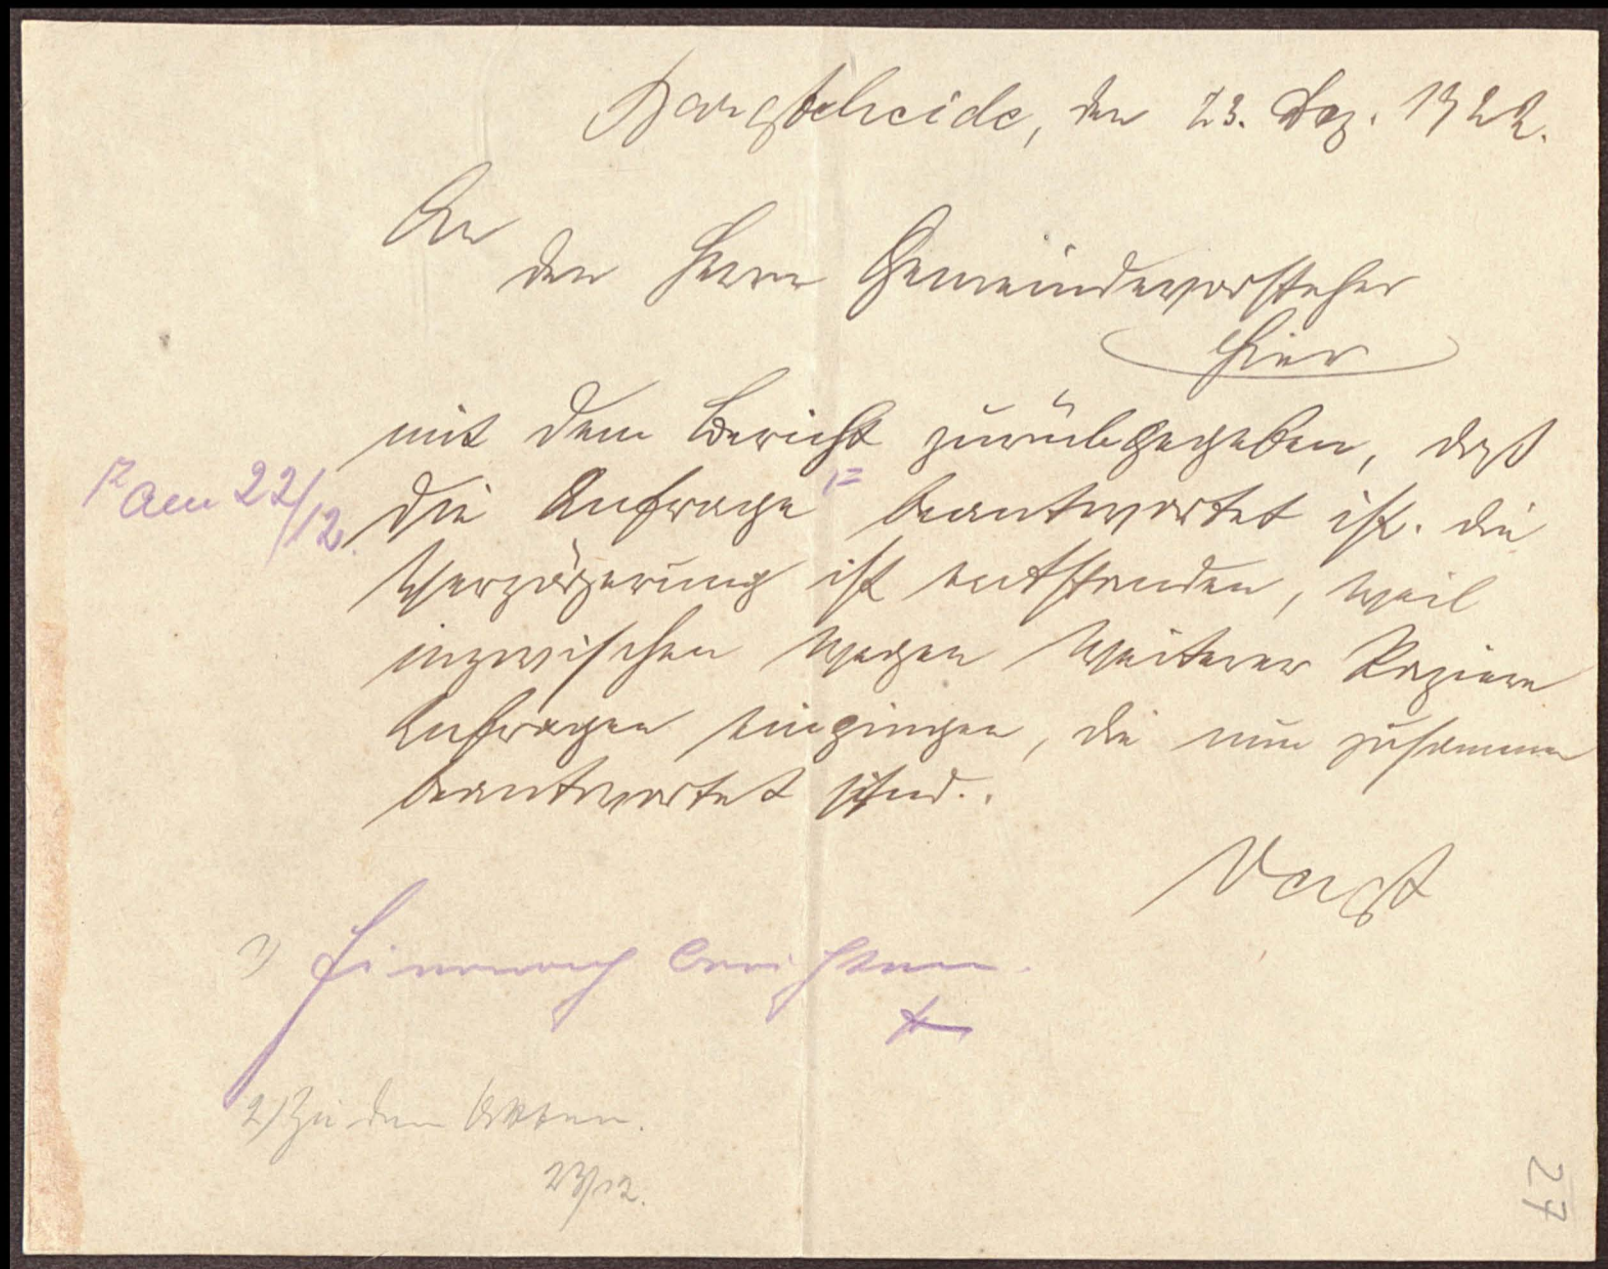 Bargteheide, den 23. Dez. 1922.
An
den Herrn Gemeindevorsteher
Hier
mit dem Bericht zurückgegeben, daß
die Anfrage beantwortet ist. Die
am 22/12.
Verzögerung ist entstanden, weil
inzwischen wegen weiterer
Anfragen eingingen, die nun zusammen
beantwortet sind.
1) Hiernach berichten.
2) Zu den Akten.
23/12.
27